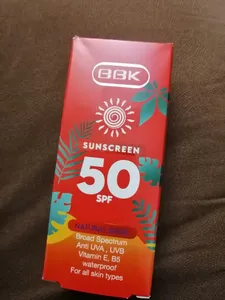 BBK
SUNSCREEN
50
SPF
Broad Spectrum
Anti UVA , UVB
Vitamin E, B5
waterproof
For all skin types